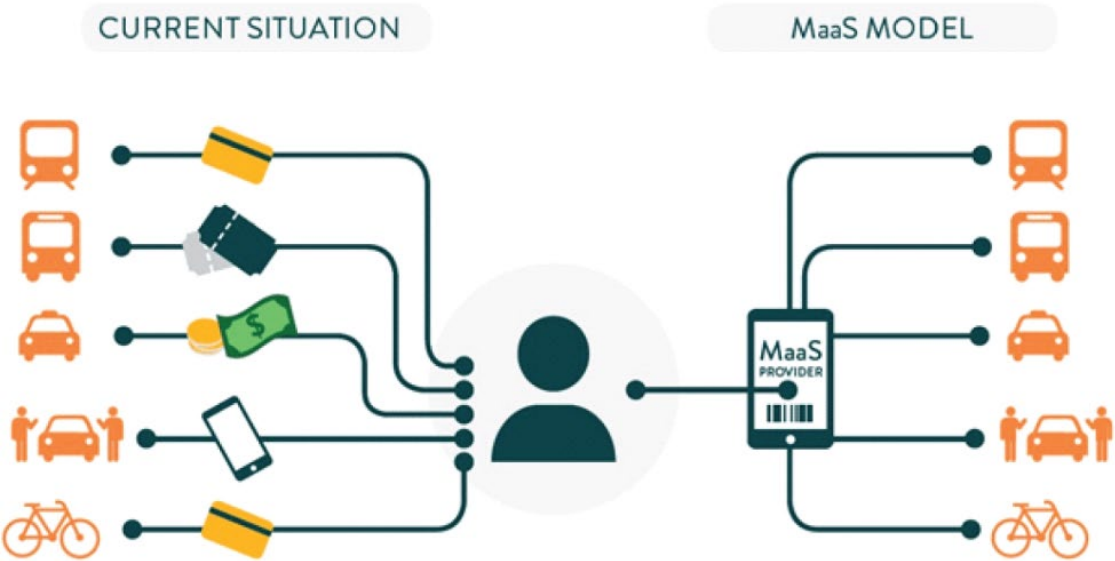 CURRENT SITUATION
MaaS MODEL
$
MaaS
PROVIDER